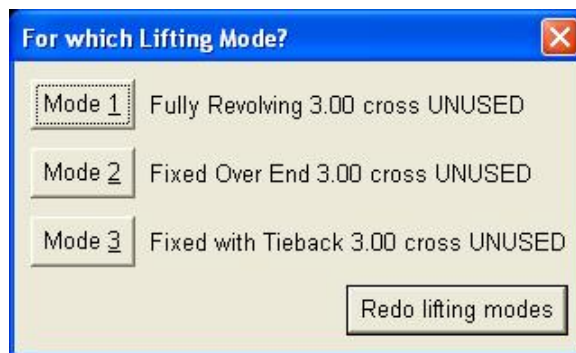 For which Lifting Mode?
Mode 1 Fully Revolving 3.00 cross UNUSED
Mode 2 Fixed Over End 3.00 cross UNUSED
Mode 3 Fixed with Tieback 3.00 cross UNUSED
Redo lifting modes